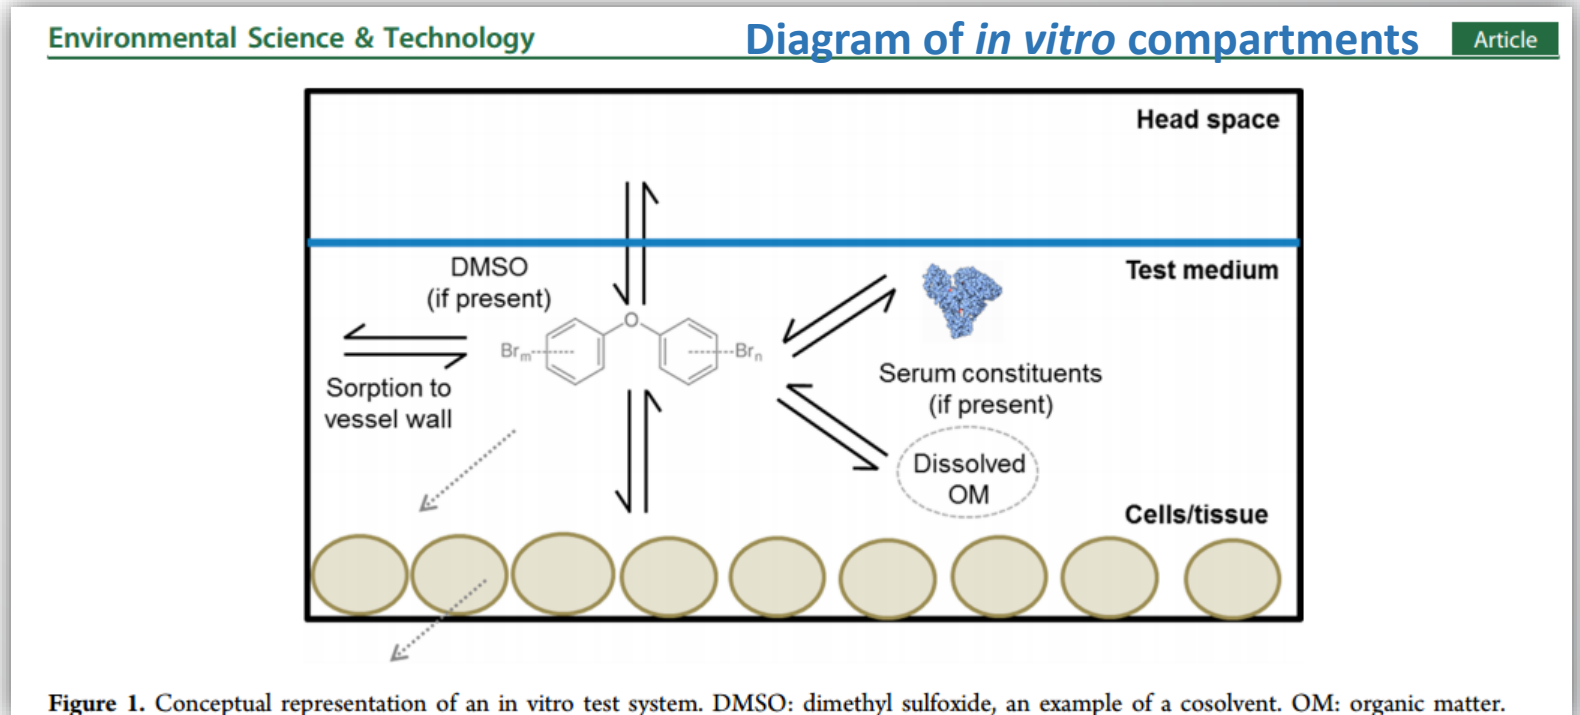 Environmental Science & Technology
Diagram of in vitro compartments
Article
Head space
DMSO
(if present)
Test medium
O
Brm
Brn
Sorption to
vessel wall
Serum constituents
(if present)
Dissolved
OM
Cells/tissue
Figure 1. Conceptual representation of an in vitro test system. DMSO: dimethyl sulfoxide, an example of a cosolvent. OM: organic matter.